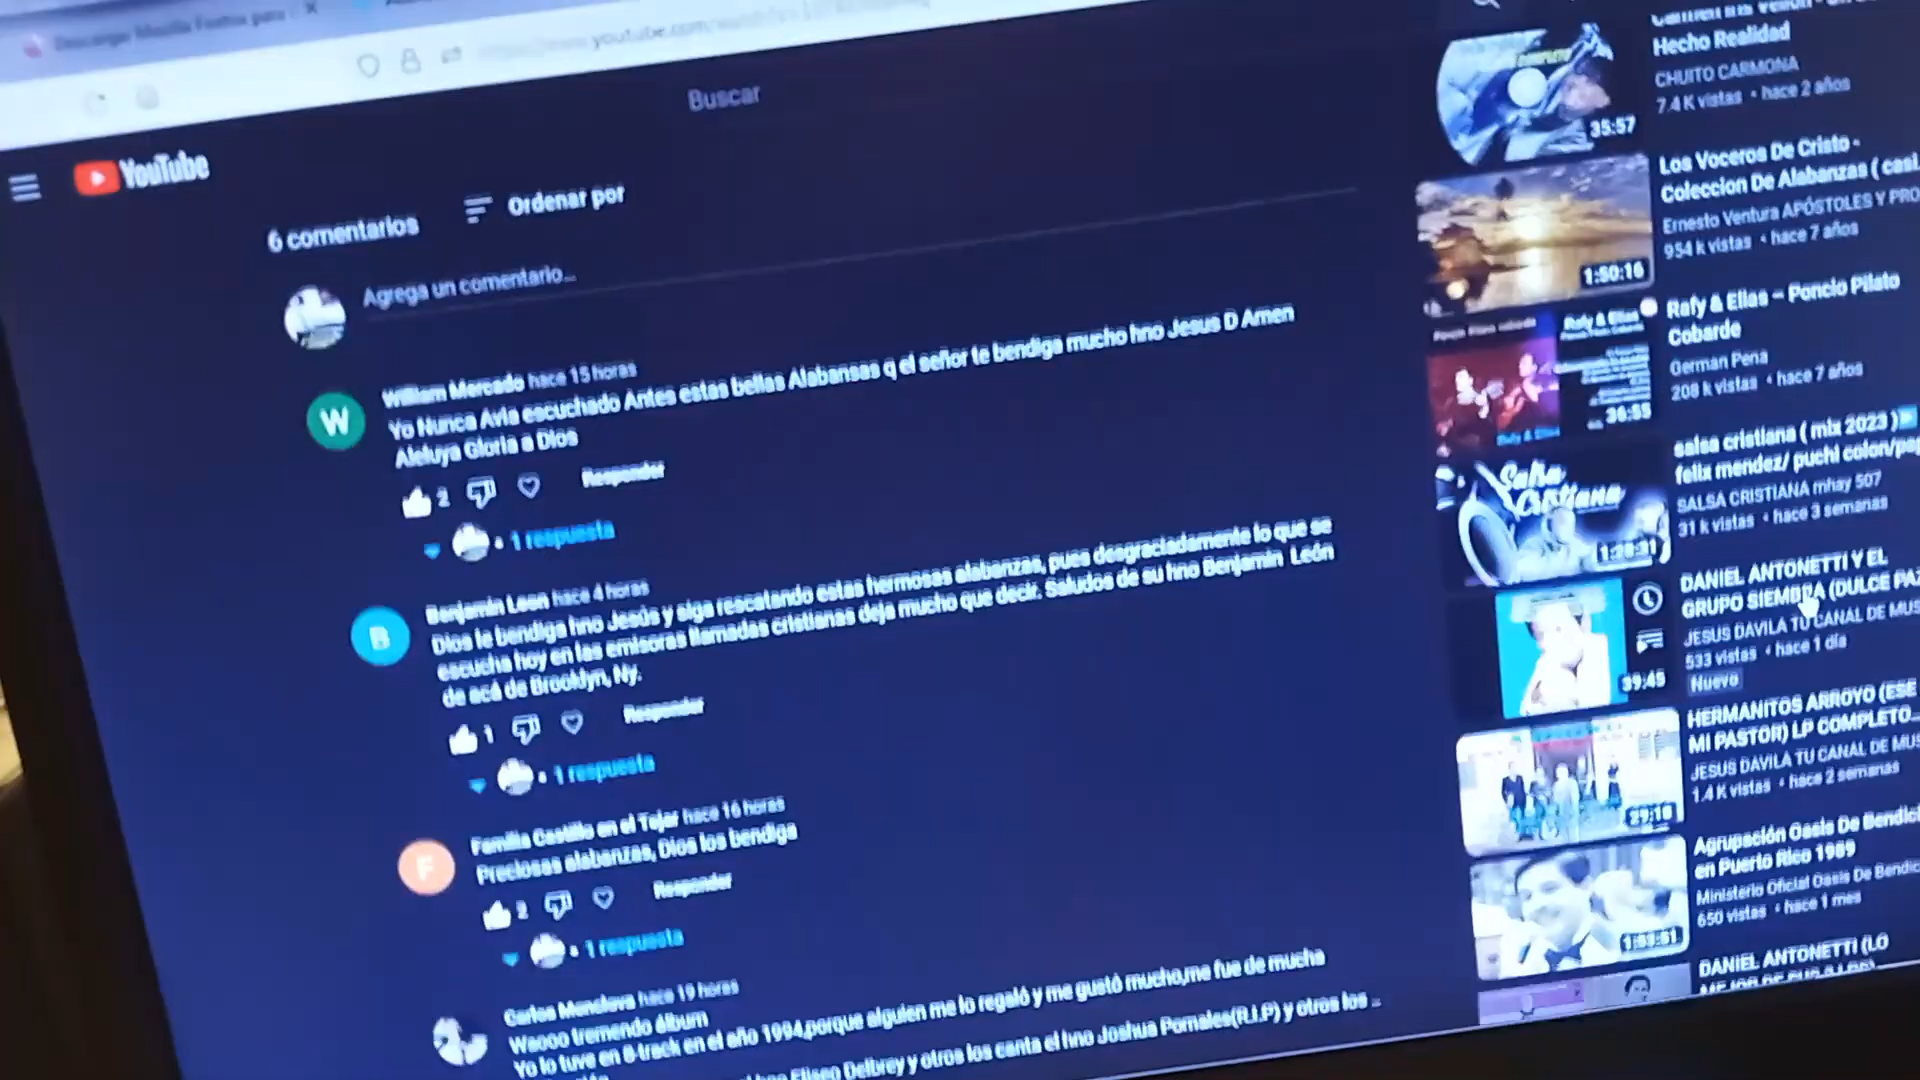 Descargar Mozilla Firefox para
youtube.com
YouTube
Buscar
6 comentarios
Ordenar por
Agrega un comentario...
William Mercado hace 15 horas
Yo Nunca Avia escuchado Antes estas bellas Alabansas q el señor te bendiga mucho hno Jesus D Amen
Aleluya Gloria a Dios
2
Responder
1 respuesta
Benjamin Leon hace 4 horas
Dios le bendiga hno Jesús y siga rescatando estas hermosas alabanzas, pues desgraciadamente lo que se
escucha hoy en las emisoras llamadas cristianas deja mucho que decir. Saludos de su hno Benjamin León
de acá de Brooklyn, Ny.
1
Responder
1 respuesta
Familia Castillo en el Tejar hace 16 horas
Preciosas alabanzas, Dios los bendiga
2
Responder
1 respuesta
Carlos Monclova hace 19 horas
Waooo tremendo álbum
Yo lo tuve en 8-track en el año 1994,porque alguien me lo regaló y me gustó mucho,me fue de mucha
hno Eliseo Delbrey y otros los canta el hno Joshua Pomales(R.I.P) y otros los ...
Hecho Realidad
CHUITO CARMONA
7.4 K vistas • hace 2 años
35:57
Los Voceros De Cristo -
Coleccion De Alabanzas ( casi
Ernesto Ventura APÓSTOLES Y PRO
954 k vistas • hace 7 años
1:50:16
Rafy & Elias – Poncio Pilato
Cobarde
German Pena
208 k vistas • hace 7 años
Rafy & Elias
36:55
salsa cristiana ( mix 2023 )
felix mendez/ puchi colon/pa
SALSA CRISTIANA mhay 507
31 k vistas • hace 3 semanas
Salsa
Cristiana
1:28:31
DANIEL ANTONETTI Y EL
GRUPO SIEMBRA (DULCE PAZ
JESUS DAVILA TU CANAL DE MUS
533 vistas • hace 1 día
Nuevo
39:45
HERMANITOS ARROYO (ESE
MI PASTOR) LP COMPLETO...
JESUS DAVILA TU CANAL DE MUS
1.4 K vistas • hace 2 semanas
29:18
Agrupación Oasis De Bendici
en Puerto Rico 1989
Ministerio Oficial Oasis De Bendic
650 vistas • hace 1 mes
1:53:51
DANIEL ANTONETTI (LO